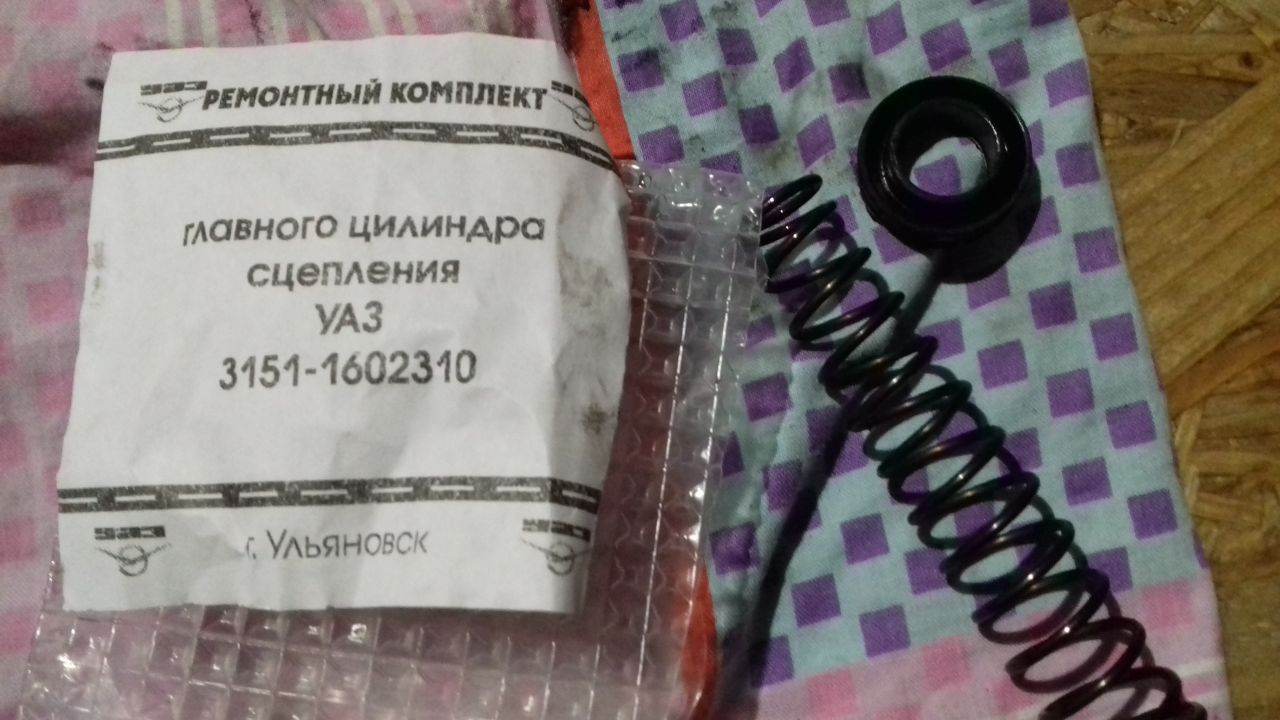 РЕМОНТНЫЙ КОМПЛЕКТ
главного цилиндра
сцепления
УАЗ
3151-1602310
г. Ульяновск